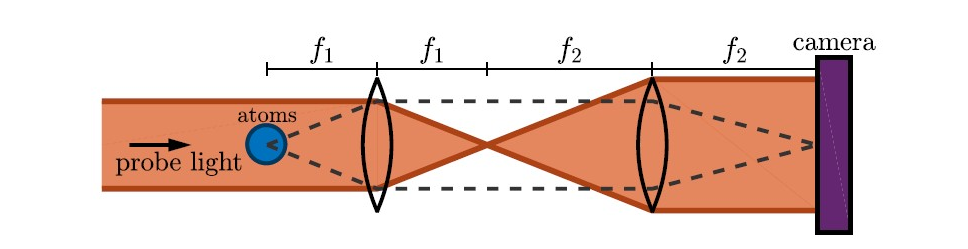 f₁ f₁ f₂ f₂
camera
atoms
probe light